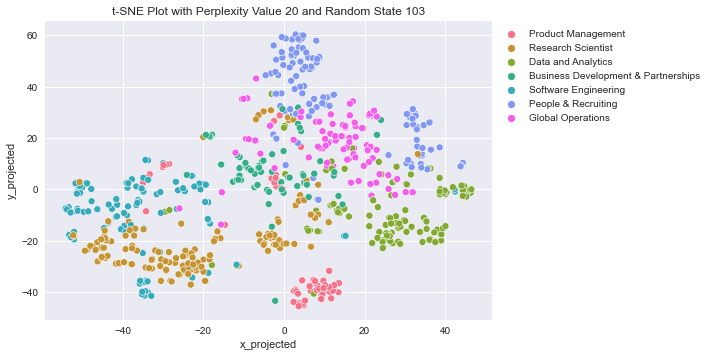 t-SNE Plot with Perplexity Value 20 and Random State 103
60
40
20
0
−20
−40
y_projected
−40
−20
0
20
40
x_projected
Product Management
Research Scientist
Data and Analytics
Business Development & Partnerships
Software Engineering
People & Recruiting
Global Operations